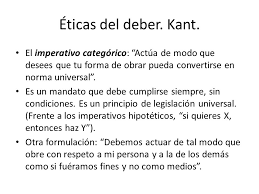 Éticas del deber. Kant.
• El imperativo categórico: “Actúa de modo que
desees que tu forma de obrar pueda convertirse en
norma universal”.
• Es un mandato que debe cumplirse siempre, sin
condiciones. Es un principio de legislación universal.
(Frente a los imperativos hipotéticos, “si quieres X,
entonces haz Y”).
• Otra formulación: “Debemos actuar de tal modo que
obre con respeto a mi persona y a la de los demás
como si fuéramos fines y no como medios”.